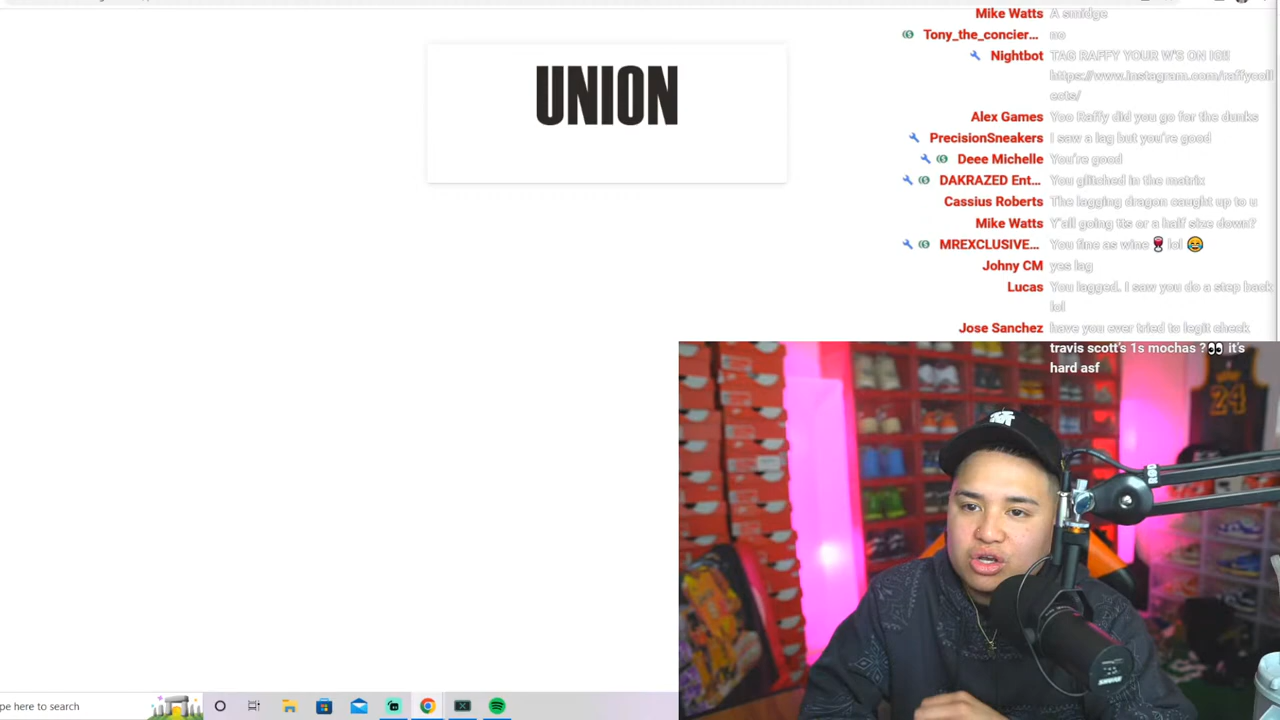 UNION
Mike Watts A smidge
Tony_the_concier... no
Nightbot TAG RAFFY YOUR W'S ON IG!!!
https://www.instagram.com/raffycoll
ects/
Alex Games Yoo Raffy did you go for the dunks
PrecisionSneakers I saw a lag but you're good
Deee Michelle You're good
DAKRAZED Ent... You glitched in the matrix
Cassius Roberts The lagging dragon caught up to u
Mike Watts Y'all going tts or a half size down?
MREXCLUSIVE... You fine as wine 🍷 lol 😂
Johny CM yes lag
Lucas You lagged. I saw you do a step back
lol
Jose Sanchez have you ever tried to legit check
travis scott's 1s mochas ?👀 it's
hard asf
24
RODE
SHURE
pe here to search